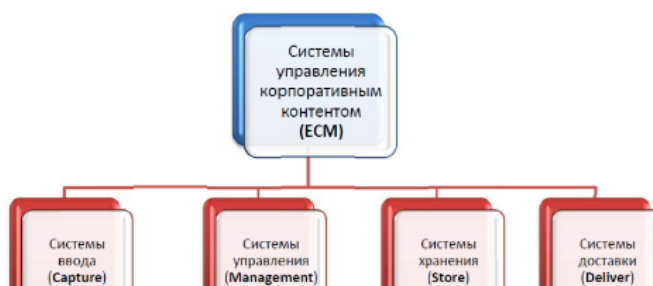 Системы
управления
корпоративным
контентом
(ECM)
Системы
ввода
(Capture)
Системы
управления
(Management)
Системы
хранения
(Store)
Системы
доставки
(Deliver)